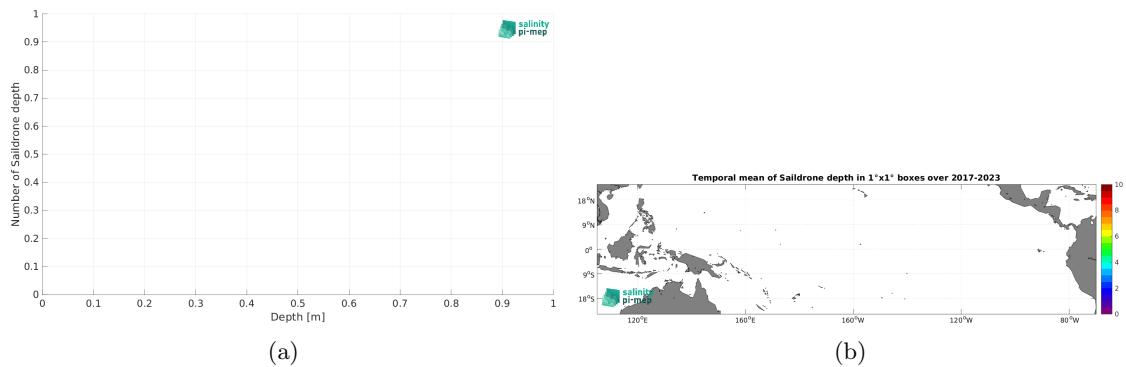 1
0.9
0.8
0.7
0.6
0.5
0.4
0.3
0.2
0.1
0
Number of Saildrone depth
salinity
pi-mep
0 0.1 0.2 0.3 0.4 0.5 0.6 0.7 0.8 0.9 1
Depth [m]
(a)
Temporal mean of Saildrone depth in 1°x1° boxes over 2017-2023
18°N
9°N
0°
9°S
18°S
salinity
pi-mep
120°E 160°E 160°W 120°W 80°W
10
8
6
4
2
0
(b)